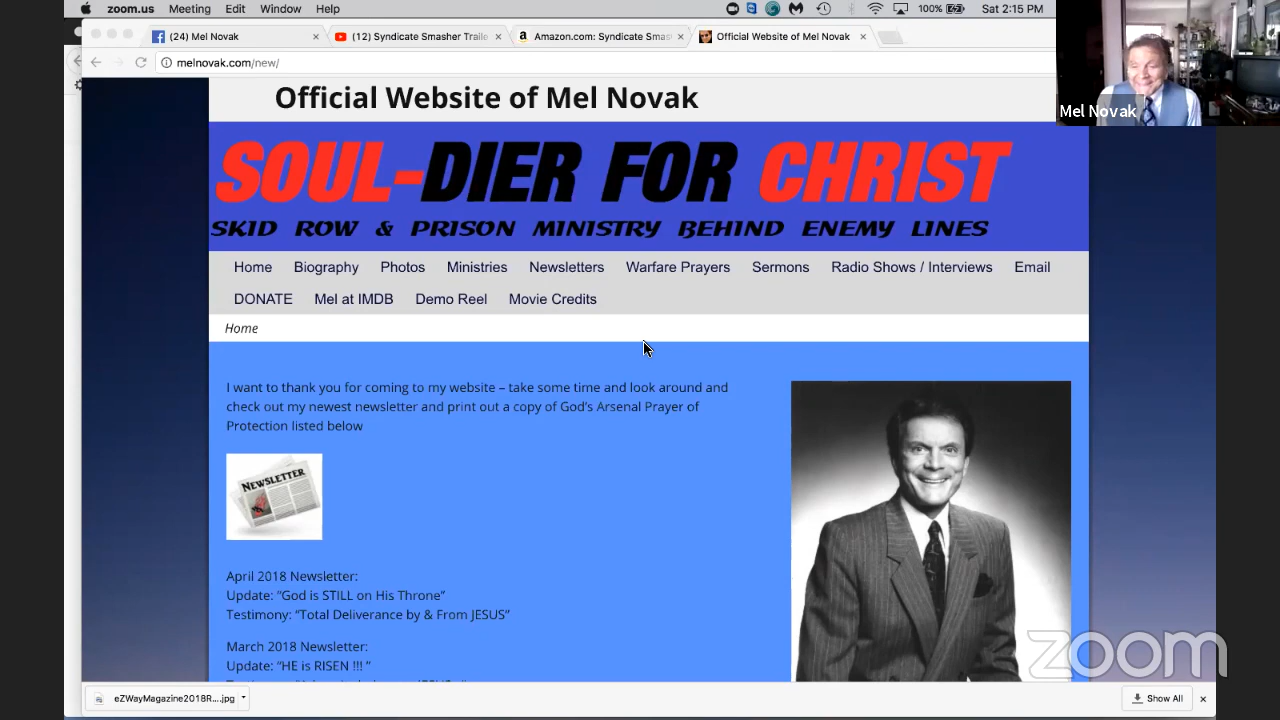 zoom.us Meeting Edit Window Help 100% Sat 2:15 PM
(24) Mel Novak
(12) Syndicate Smasher Traile
Amazon.com: Syndicate Smas
Official Website of Mel Novak
melnovak.com/new/
Mel Novak
Official Website of Mel Novak
SOUL-DIER FOR CHRIST
SKID ROW & PRISON MINISTRY BEHIND ENEMY LINES
Home Biography Photos Ministries Newsletters Warfare Prayers Sermons Radio Shows / Interviews Email
DONATE Mel at IMDB Demo Reel Movie Credits
Home
I want to thank you for coming to my website – take some time and look around and
check out my newest newsletter and print out a copy of God's Arsenal Prayer of
Protection listed below
NEWSLETTER
April 2018 Newsletter:
Update: "God is STILL on His Throne"
Testimony: "Total Deliverance by & From JESUS"
March 2018 Newsletter:
Update: "HE is RISEN !!! "
zoom
eZWayMagazine2018R....jpg
Show All